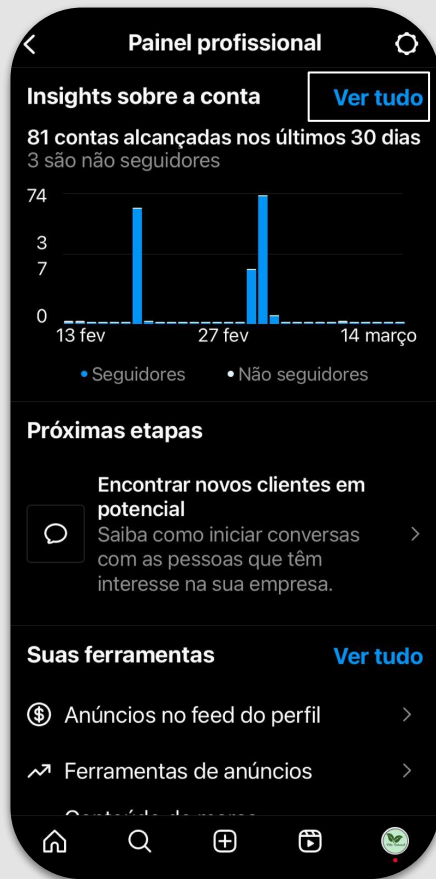 Painel profissional
Insights sobre a conta
Ver tudo
81 contas alcançadas nos últimos 30 dias
3 são não seguidores
74
3
7
0
13 fev
27 fev
14 março
Seguidores
Não seguidores
Próximas etapas
Encontrar novos clientes em
potencial
Saiba como iniciar conversas
com as pessoas que têm
interesse na sua empresa.
Suas ferramentas
Ver tudo
Anúncios no feed do perfil
Ferramentas de anúncios